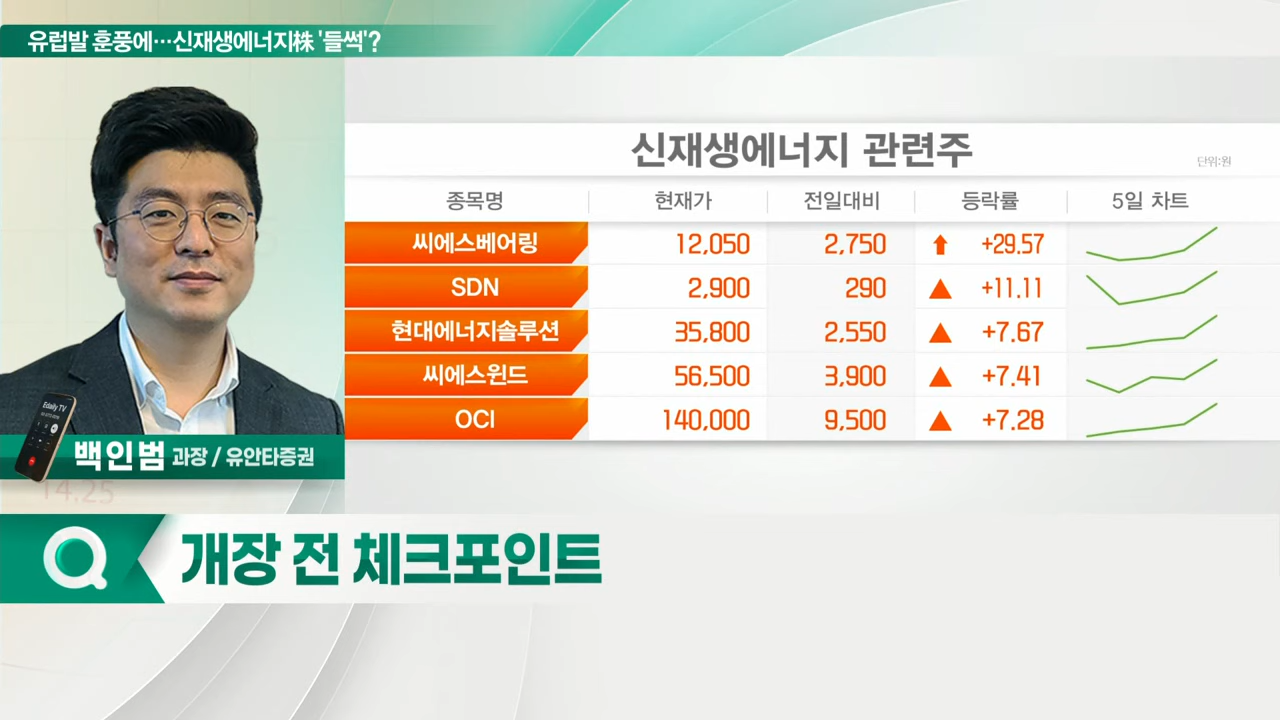 유럽발 훈풍에…신재생에너지株 '들썩'?
신재생에너지 관련주
단위:원
종목명 현재가 전일대비 등락률 5일 차트
씨에스베어링 12,050 2,750 ⬆ +29.57
SDN 2,900 290 ▲ +11.11
현대에너지솔루션 35,800 2,550 ▲ +7.67
씨에스윈드 56,500 3,900 ▲ +7.41
OCI 140,000 9,500 ▲ +7.28
Edaily TV
백인범 과장 / 유안타증권
14.25
개장 전 체크포인트